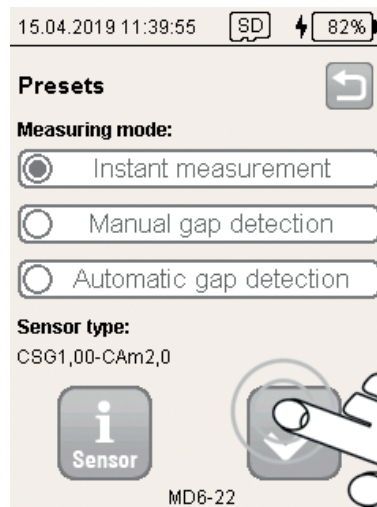 15.04.2019 11:39:55 SD 82%
Presets
Measuring mode:
Instant measurement
Manual gap detection
Automatic gap detection
Sensor type:
CSG1,00-CAm2,0
i
Sensor
MD6-22